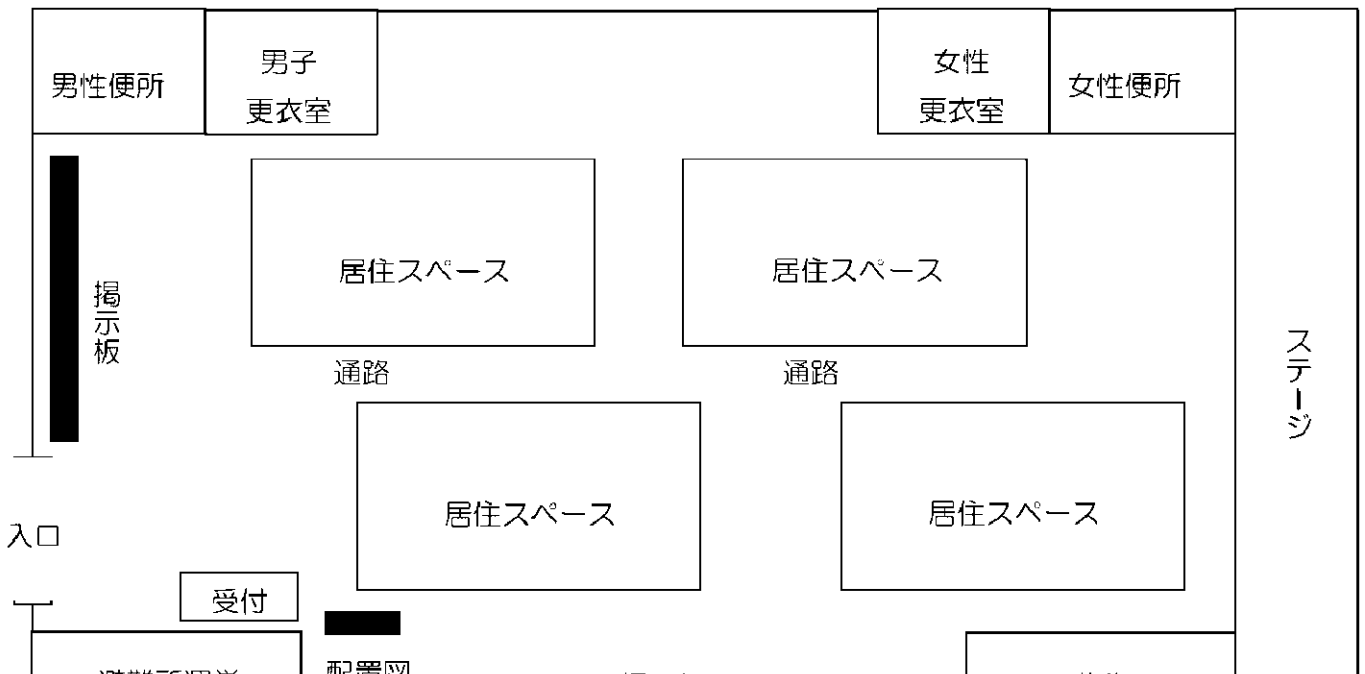 男性便所
男子
更衣室
女性
更衣室
女性便所
居住スペース
居住スペース
掲示板
ステージ
通路
通路
居住スペース
居住スペース
入口
受付
配置図